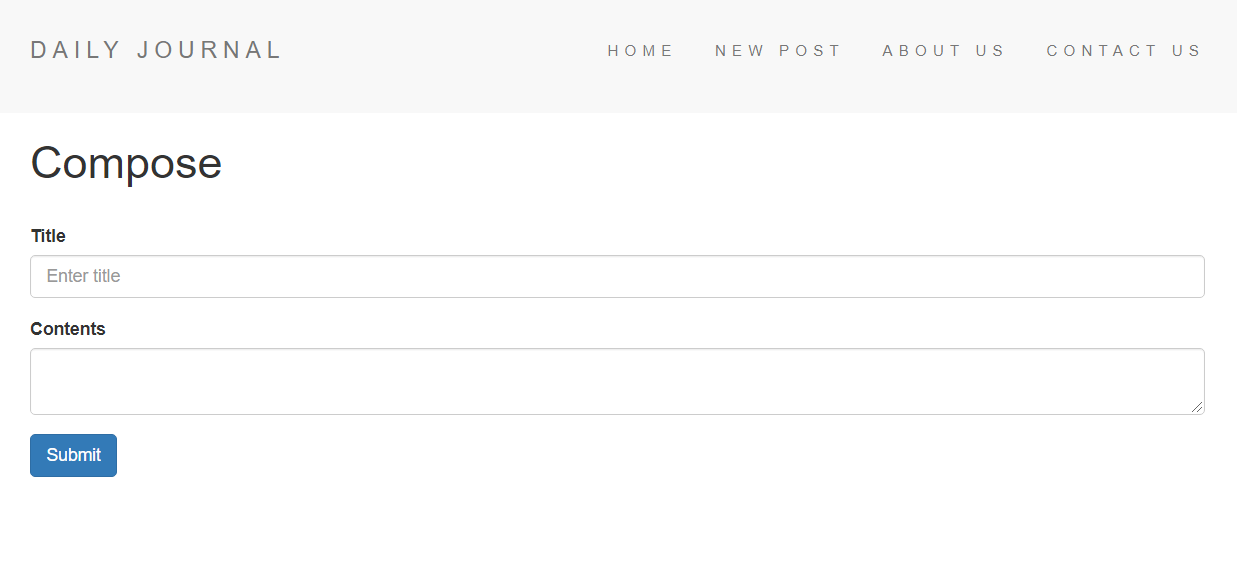 DAILY JOURNAL HOME NEW POST ABOUT US CONTACT US
Compose
Title
Enter title
Contents
Submit